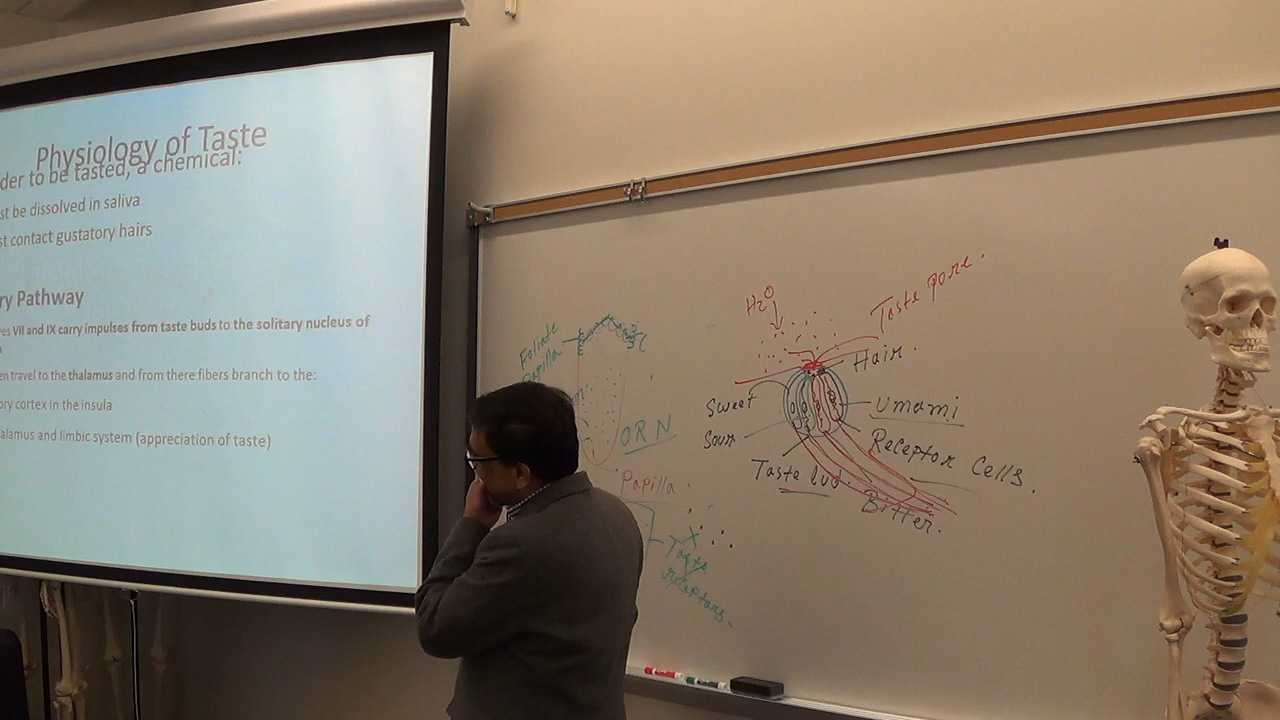 Physiology of Taste
der to be tasted, a chemical:
st be dissolved in saliva
st contact gustatory hairs
ry Pathway
es VII and IX carry impulses from taste buds to the solitary nucleus of
en travel to the thalamus and from there fibers branch to the:
ory cortex in the insula
alamus and limbic system (appreciation of taste)
Foliate
Papilla
ORN
Papilla.
Taste
receptors.
H2O
Taste pore.
Hair.
Sweet
Sour
Umami
Receptor Cells.
Taste bud.
Bitter.